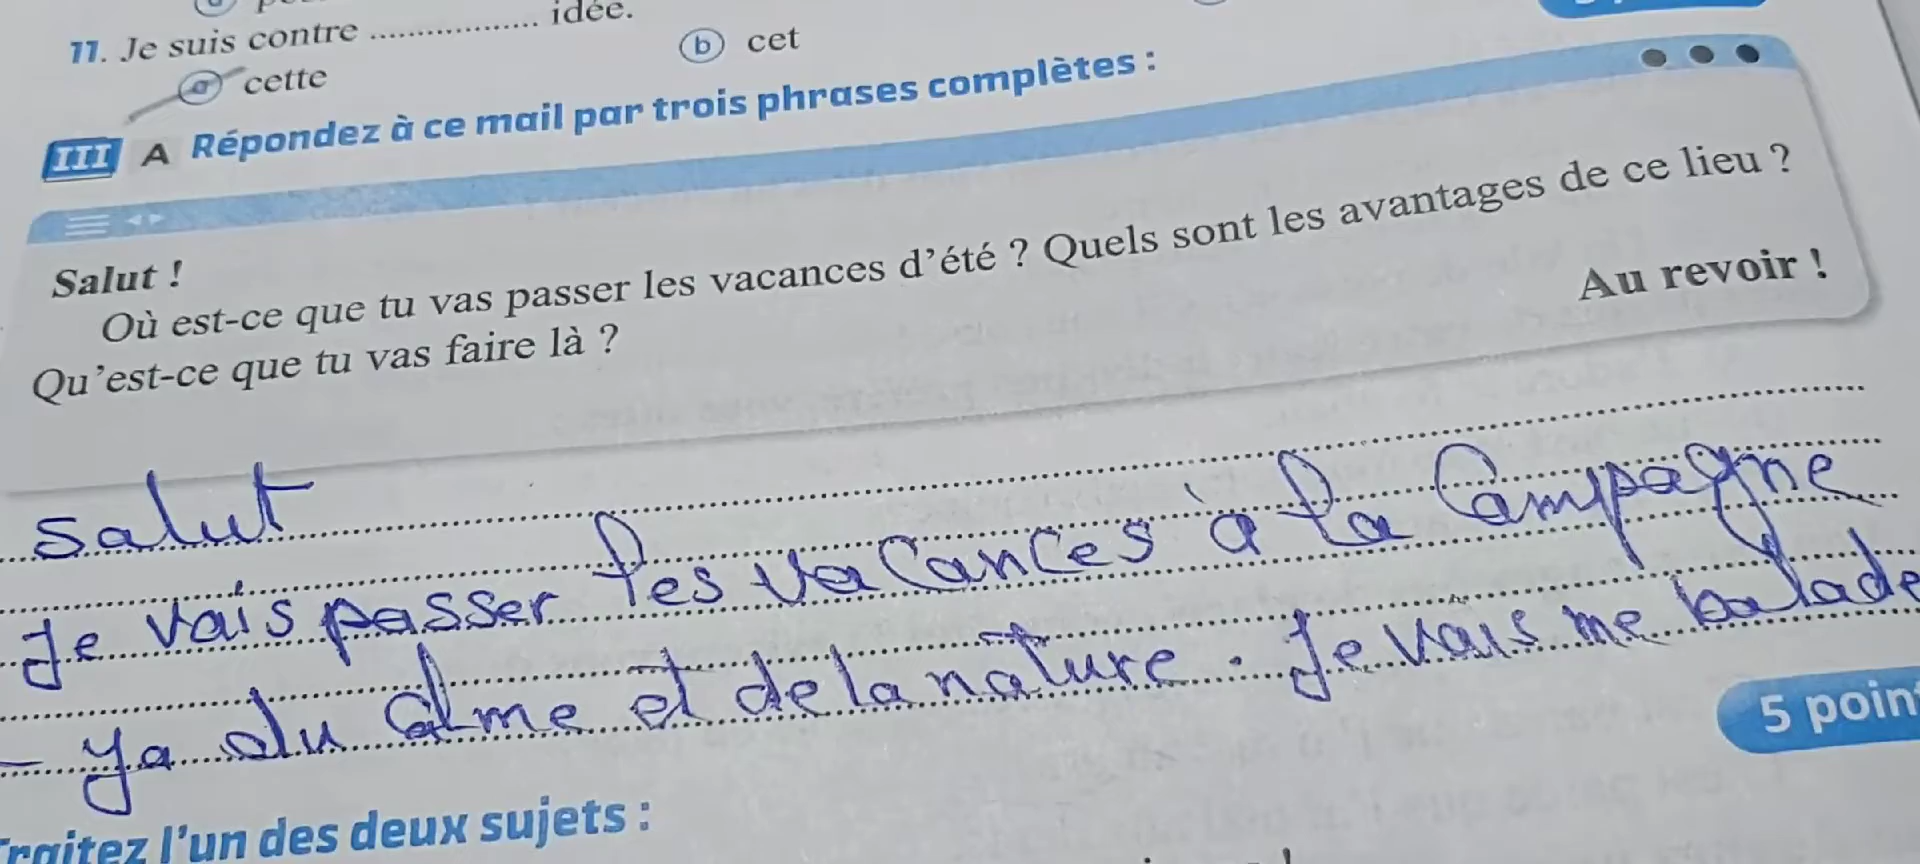 11. Je suis contre .................. idée.
a cette
b cet
III A Répondez à ce mail par trois phrases complètes :
Salut !
Où est-ce que tu vas passer les vacances d'été ? Quels sont les avantages de ce lieu ?
Qu'est-ce que tu vas faire là ?
Au revoir !
Salut
Je vais passer les vacances à la Campagne
- ya du Calme et de la nature. Je vais me balade
5 poin
Traitez l'un des deux sujets :